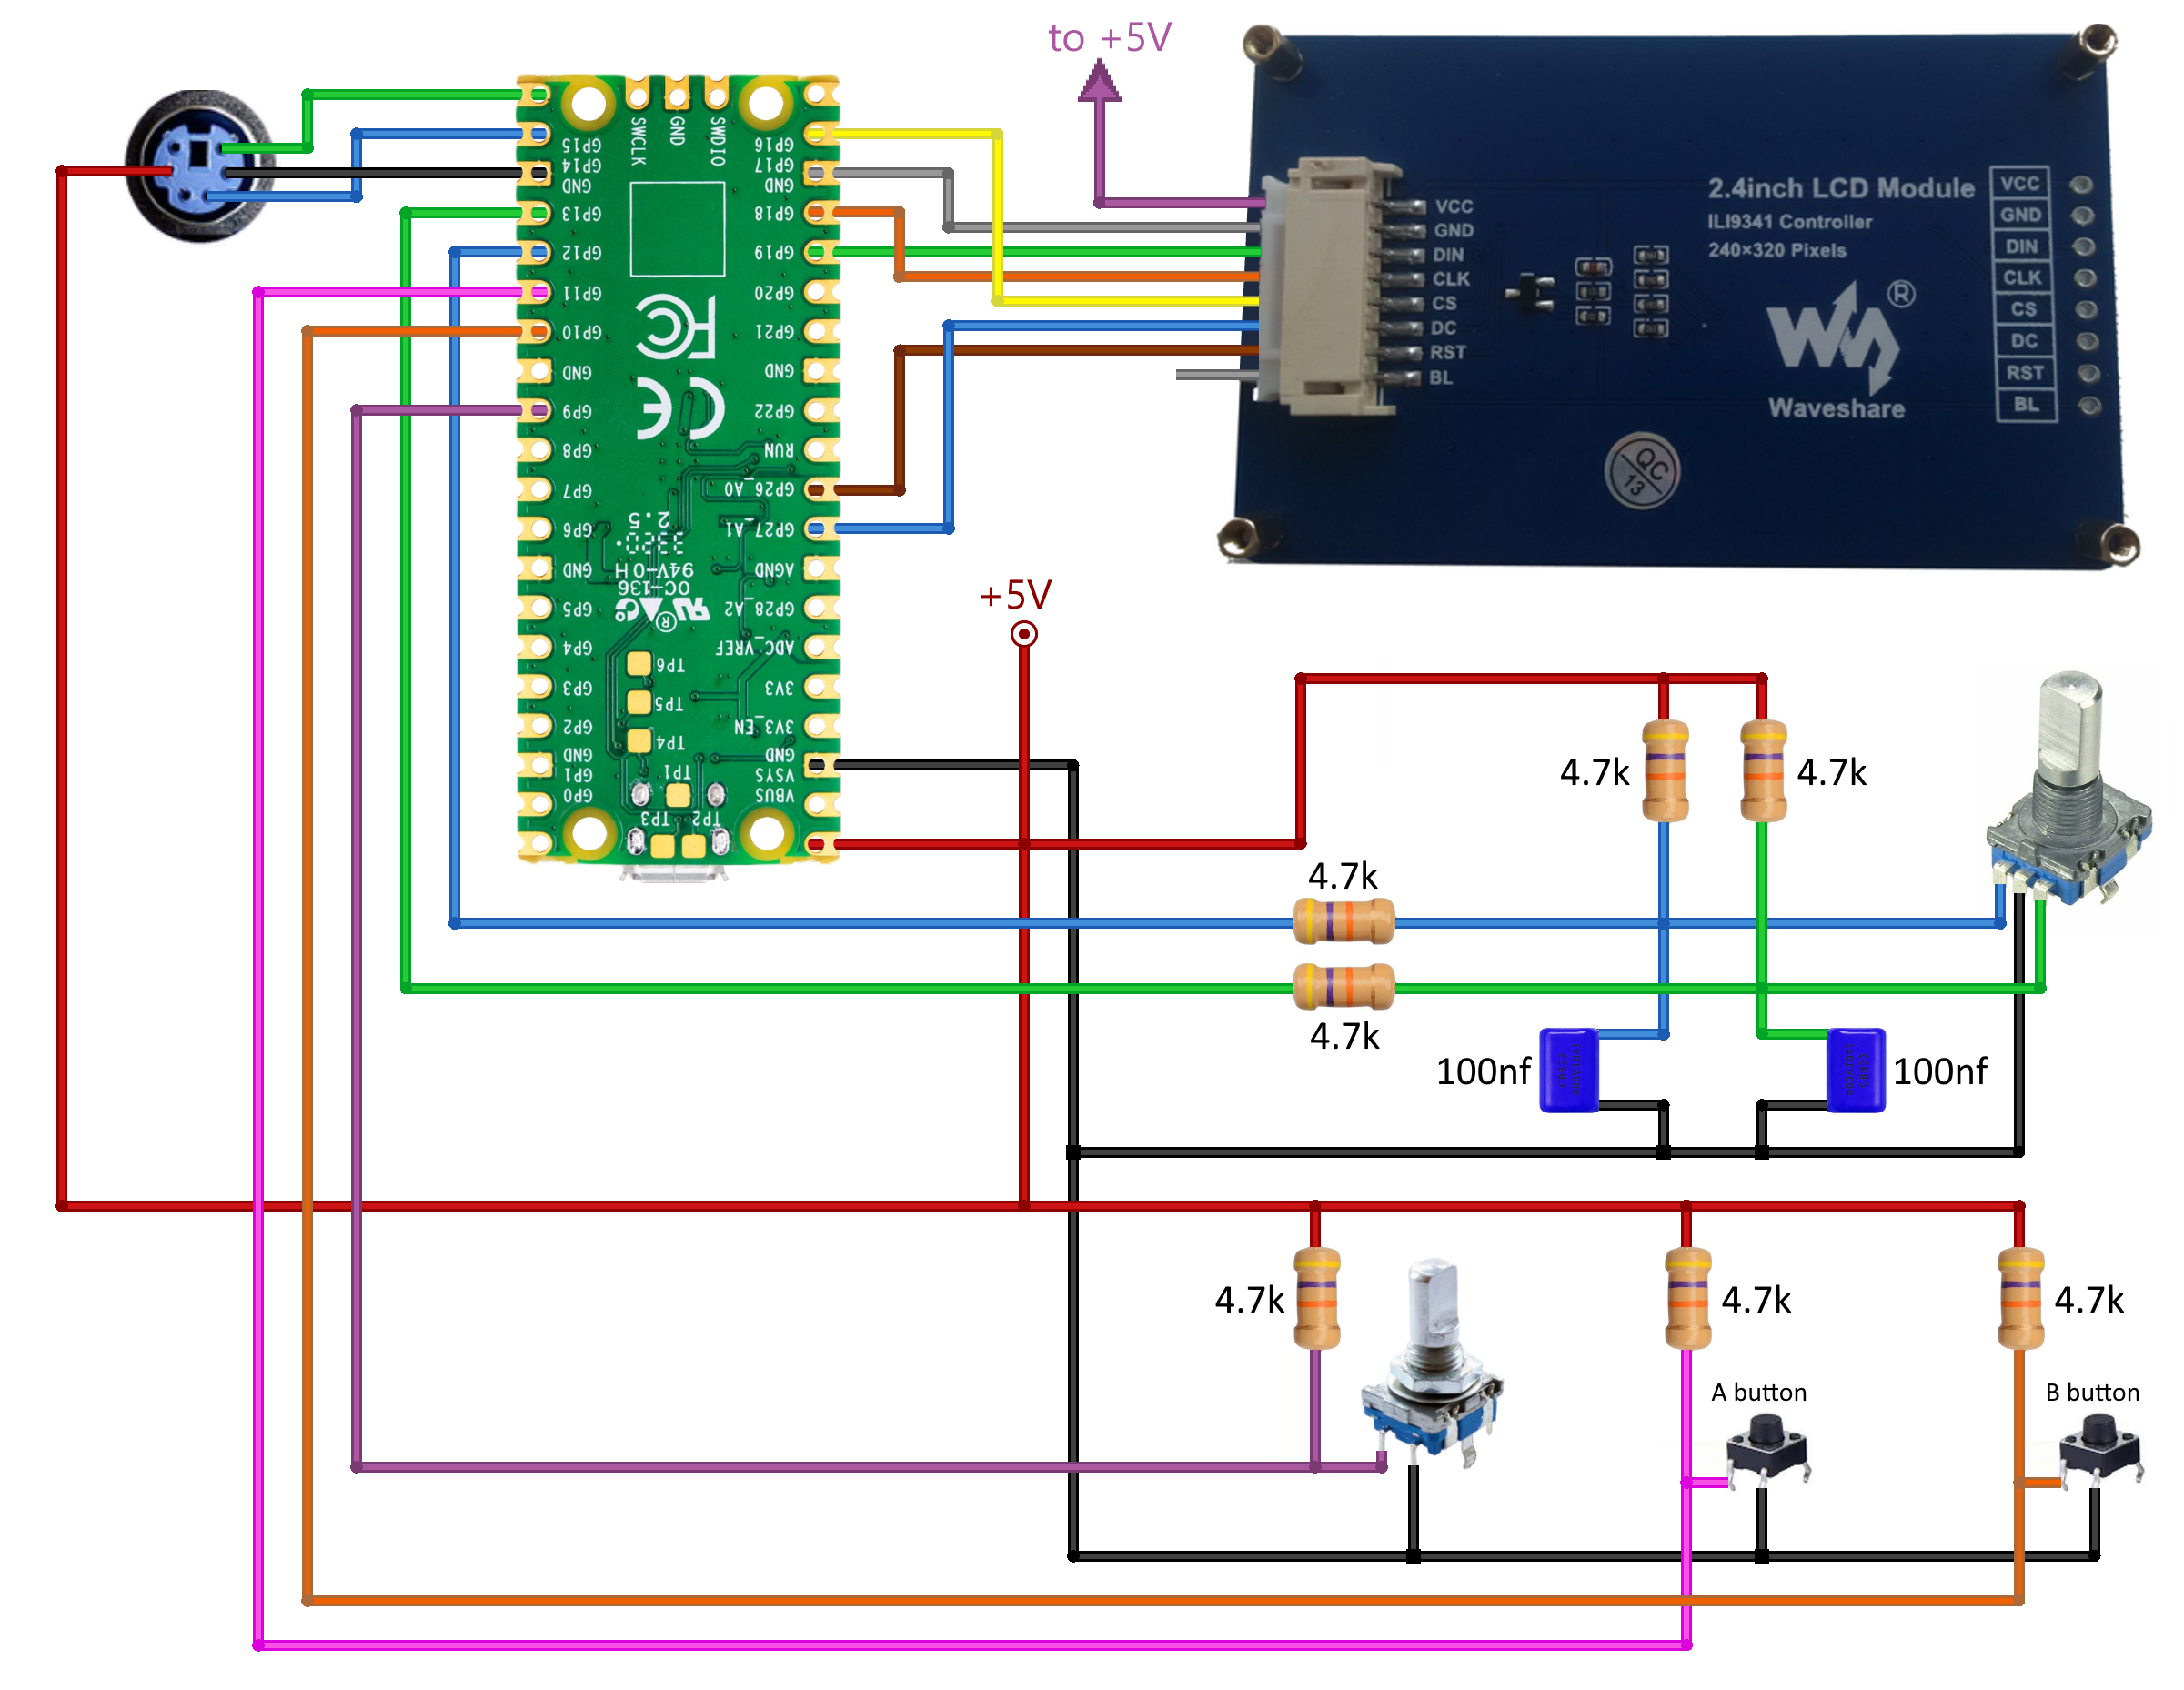 to +5V
SWCLK
GND
SWDIO
GP15
GP14
GND
GP13
GP12
GP11
GP10
GND
GP9
GP8
GP7
GP6
GND
GP5
GP4
GP3
GP2
GND
GP1
GP0
GP16
GP17
GND
GP18
GP19
GP20
GP21
GND
GP22
RUN
GP26_A0
GP27_A1
AGND
GP28_A2
ADC_VREF
3V3
3V3_EN
GND
VSYS
VBUS
FC
CE
2.5
94V-0 H
OC-136
TP6
TP5
TP4
TP1
TP3
TP2
VCC
GND
DIN
CLK
CS
DC
RST
BL
2.4inch LCD Module
ILI9341 Controller
240×320 Pixels
Waveshare
QC
13
VCC
GND
DIN
CLK
CS
DC
RST
BL
+5V
4.7k
4.7k
4.7k
4.7k
100nf
100nf
4.7k
4.7k
4.7k
A button
B button